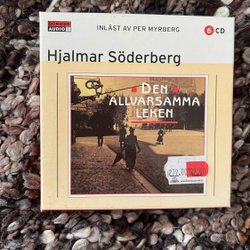 AUDIO
INLÄST AV PER MYRBERG
6 CD
Hjalmar Söderberg
DEN
ALLVARSAMMA
LEKEN